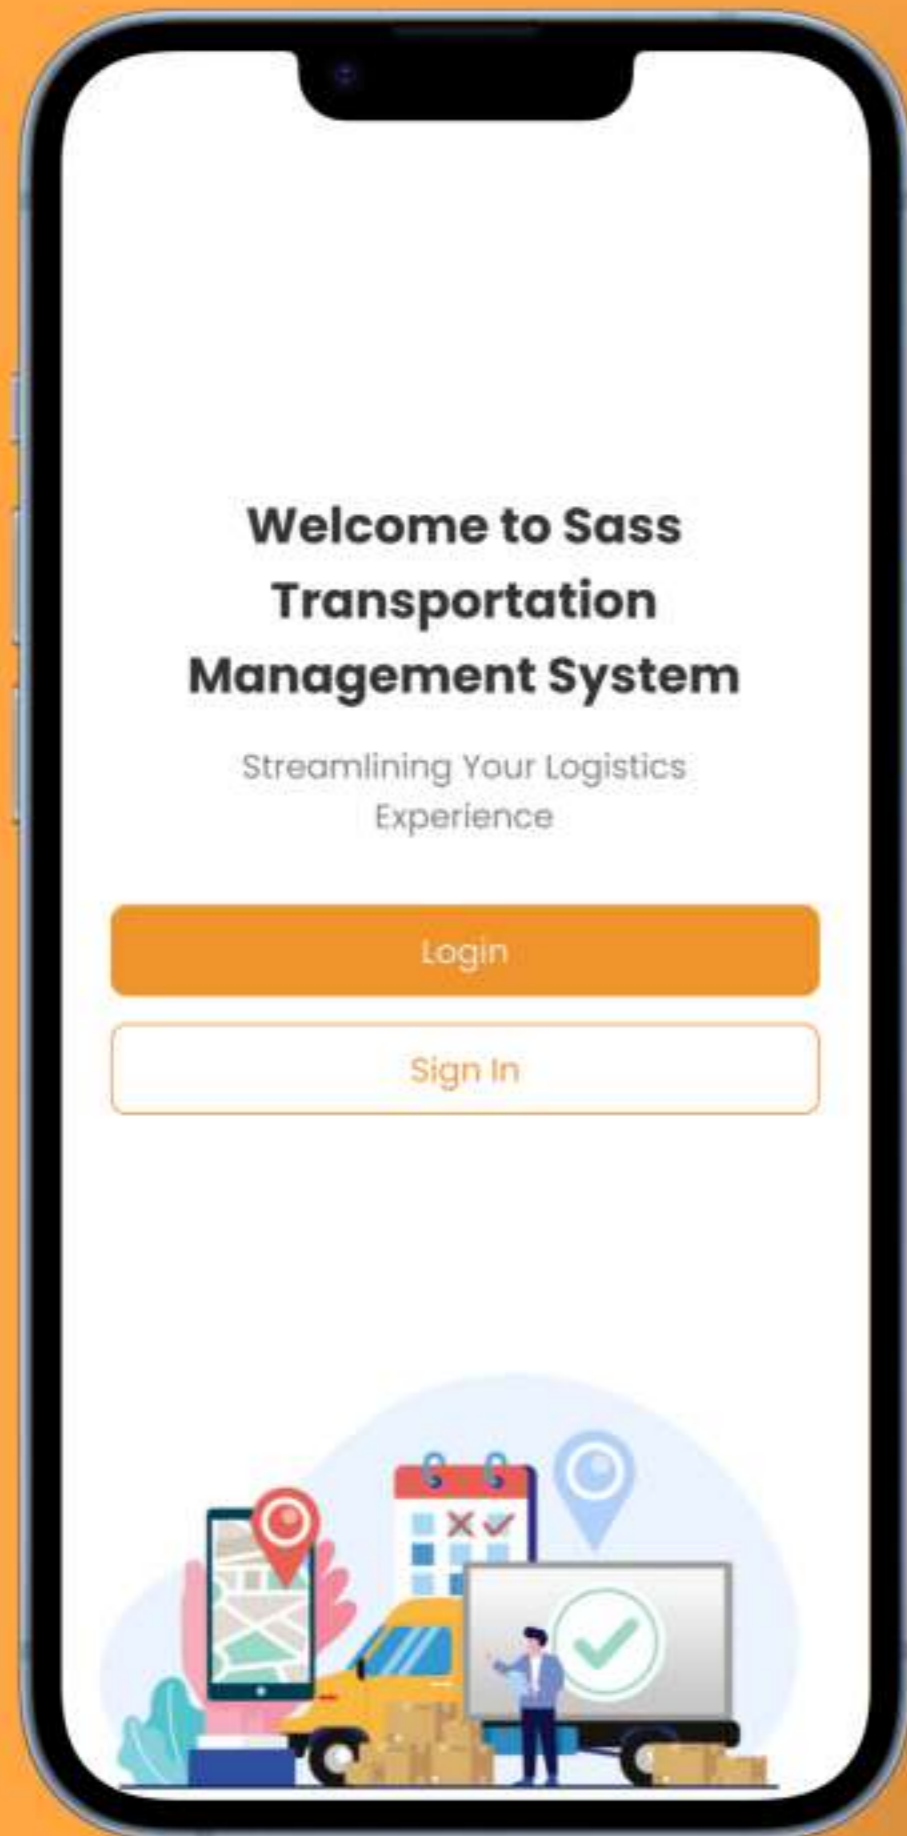 Welcome to Sass
Transportation
Management System
Streamlining Your Logistics
Experience
Login
Sign In